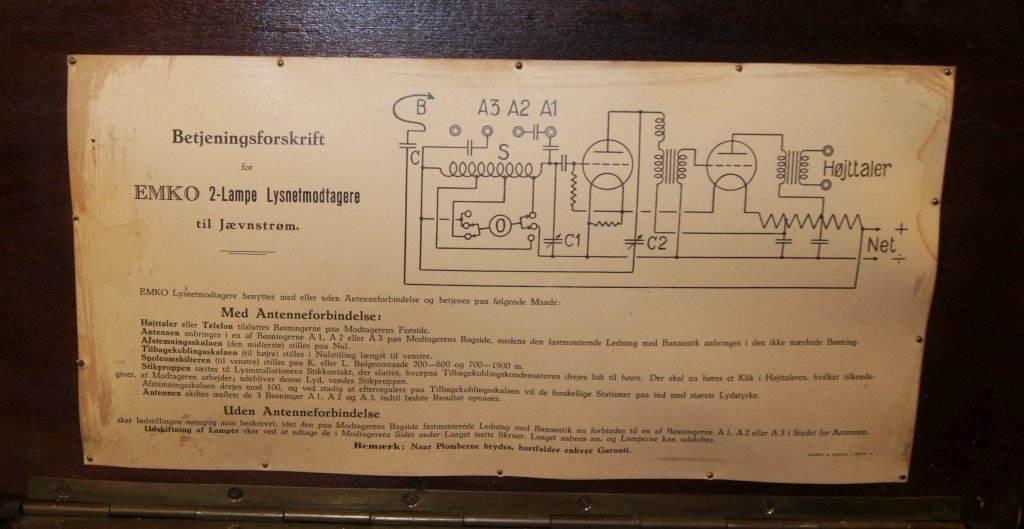 Betjeningsforskrift
for
EMKO 2-Lampe Lysnetmodtagere
til Jævnstrøm.
B
A3 A2 A1
C
S
O
C1
C2
Højttaler
+
Net
÷
EMKO Lysnetmodtagere benyttes med eller uden Antenneforbindelse og betjenes paa følgende Maade:
Med Antenneforbindelse:
Højttaler eller Telefon tilsluttes Bøsningerne paa Modtagerens Forside.
Antennen anbringes i en af Bøsningerne A 1, A 2 eller A 3 paa Modtagerens Bagside, medens den fastmonterede Ledning med Bananstik anbringes i den ikke mærkede Bøsning.
Afstemningsskalaen (den midterste) stilles paa Nul.
Tilbagekoblingsskalaen (til højre) stilles i Nulstilling længst til venstre.
Spoleomskifteren (til venstre) stilles paa K. eller L. Bølgeomraade 200—600 og 700—1900 m.
Stikproppen sættes til Lysinstallationens Stikkontakt, der sluttes, hvorpaa Tilbagekoblingskondensatoren drejes lidt til højre. Der skal nu høres et Klik i Højttaleren, hvilket tilkende-
giver, at Modtageren arbejder; udebliver denne Lyd, vendes Stikproppen.
Afstemningsskalaen drejes mod 100, og ved stadig at efterregulere paa Tilbagekoblingsskalaen vil de forskellige Stationer gaa ind med største Lydstyrke.
Antennen skiftes mellem de 3 Bøsninger A 1, A 2 og A 3, indtil bedste Resultat opnaaes.
Uden Antenneforbindelse
sker Indstillingen nøjagtig som beskrevet, idet den paa Modtagerens Bagside fastmonterede Ledning med Bananstik nu forbindes til en af Bøsningerne A 1, A 2 eller A 3 i Stedet for Antennen.
Udskiftning af Lamper sker ved at udtage de i Modtagerens Sider under Laaget isatte Skruer. Laaget aabnes nu, og Lamperne kan udskiftes.
Bemærk: Naar Plomberne brydes, bortfalder enhver Garanti.